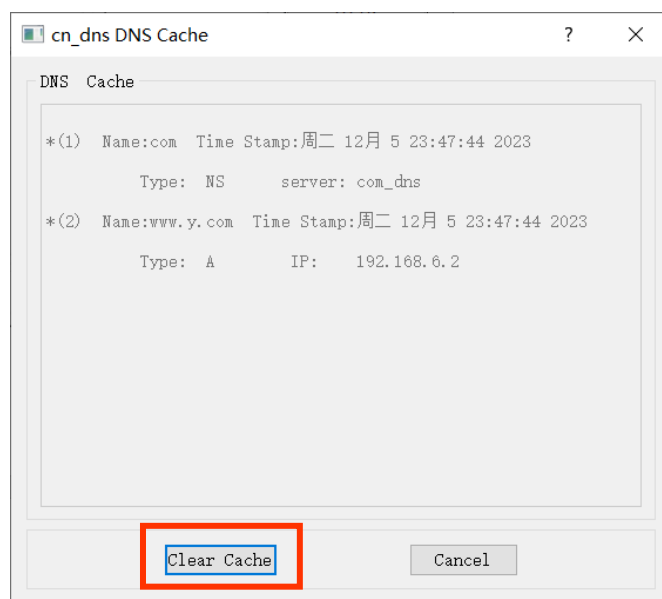 cn_dns DNS Cache ?
DNS Cache
*(1) Name:com Time Stamp:周二 12月 5 23:47:44 2023
Type: NS server: com_dns
*(2) Name:www.y.com Time Stamp:周二 12月 5 23:47:44 2023
Type: A IP: 192.168.6.2
Clear Cache Cancel